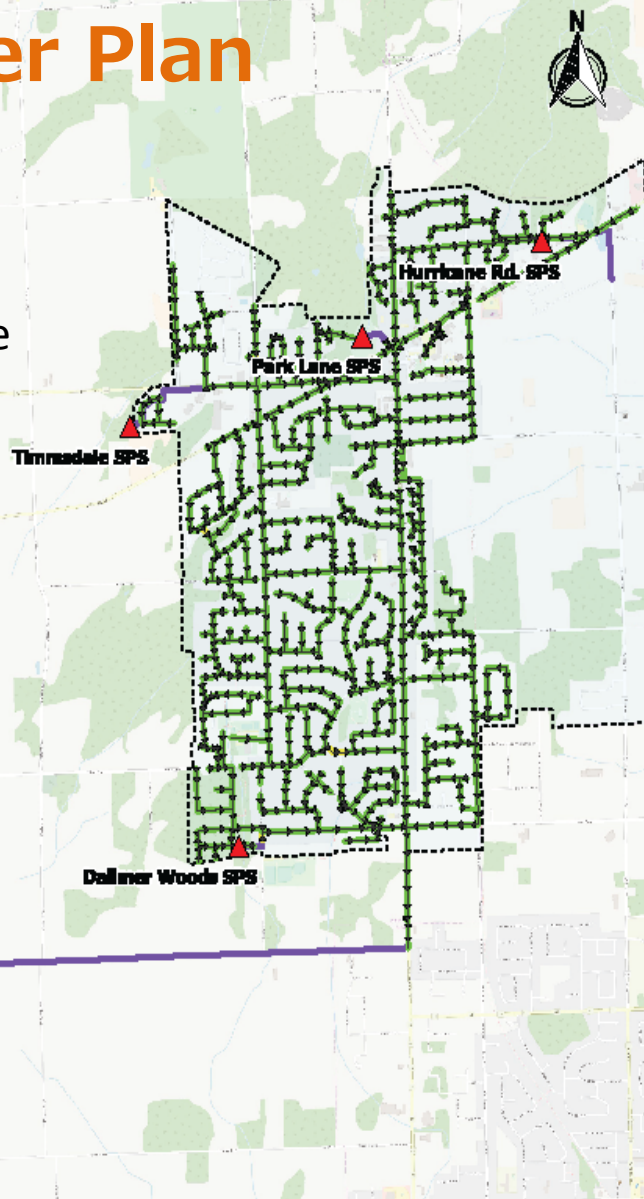 er Plan
N
e
Hurricane Rd. SPS
Park Lane SPS
Timmsdale SPS
Dallmer Woods SPS